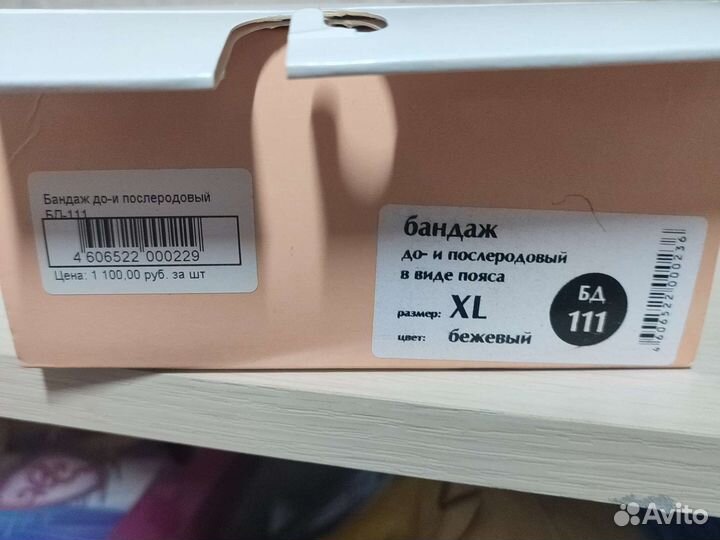 Бандаж до-и послеродовый
БД-111
4 606522 000229
Цена: 1 100,00 руб. за шт
бандаж
до- и послеродовый
в виде пояса
размер: XL
цвет: бежевый
БД
111
4 606522 000236
Avito